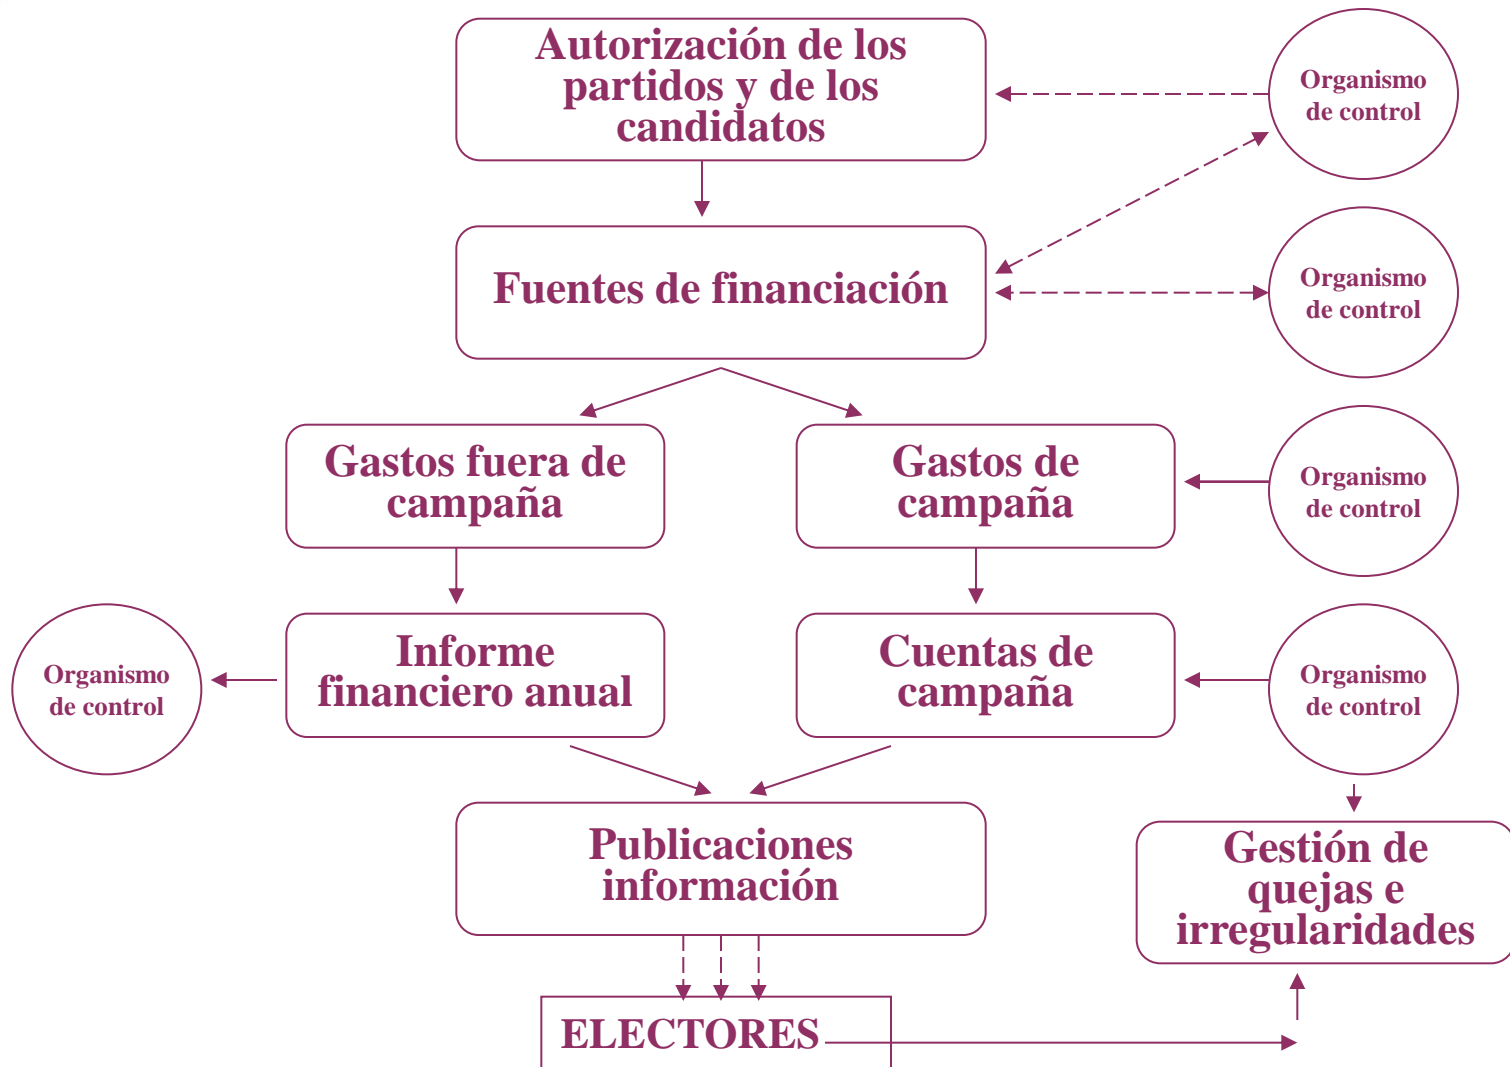 Autorización de los
partidos y de los
candidatos
Organismo
de control
Fuentes de financiación
Organismo
de control
Gastos fuera de
campaña
Gastos de
campaña
Organismo
de control
Organismo
de control
Informe
financiero anual
Cuentas de
campaña
Organismo
de control
Publicaciones
información
Gestión de
quejas e
irregularidades
ELECTORES